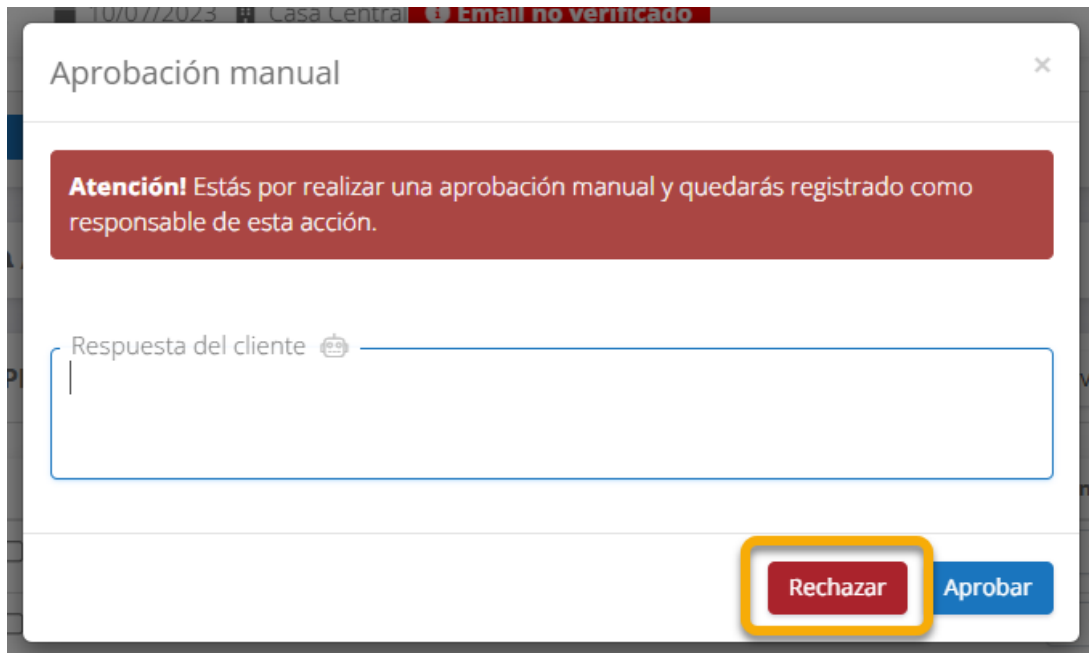 10/07/2023 Casa Central Email no verificado
Aprobación manual
Atención! Estás por realizar una aprobación manual y quedarás registrado como
responsable de esta acción.
Respuesta del cliente
Rechazar Aprobar